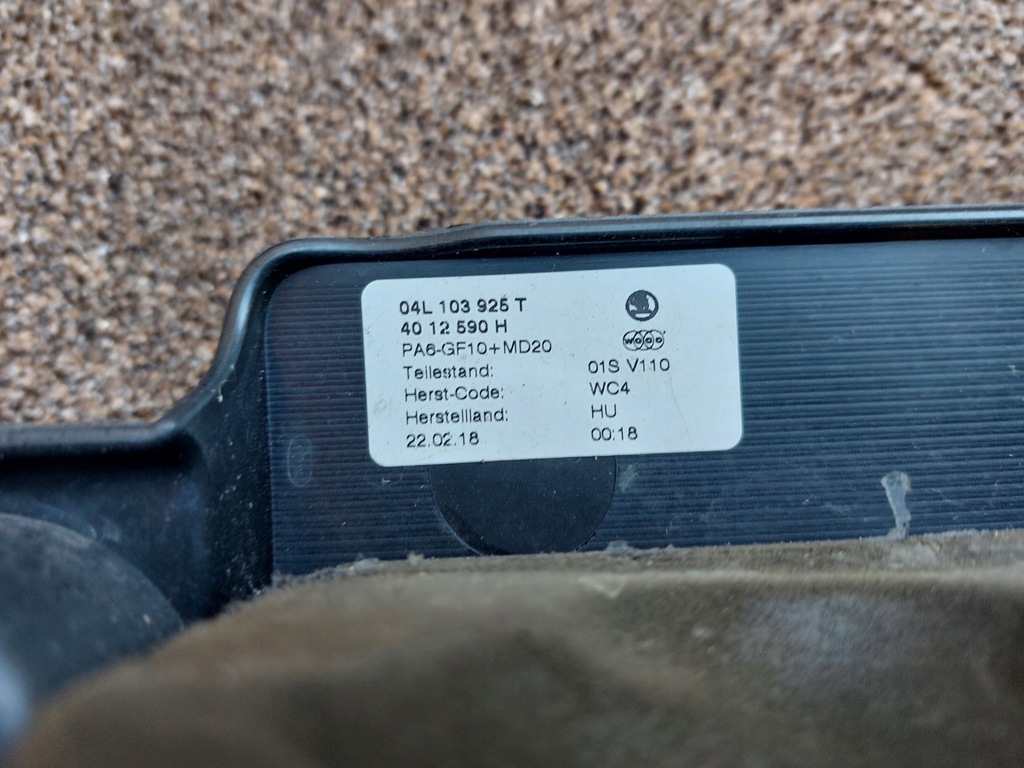 04L 103 925 T
40 12 590 H
PA6-GF10+MD20
WOCO
Teilestand: 01S V110
Herst-Code: WC4
Herstellland: HU
22.02.18 00:18